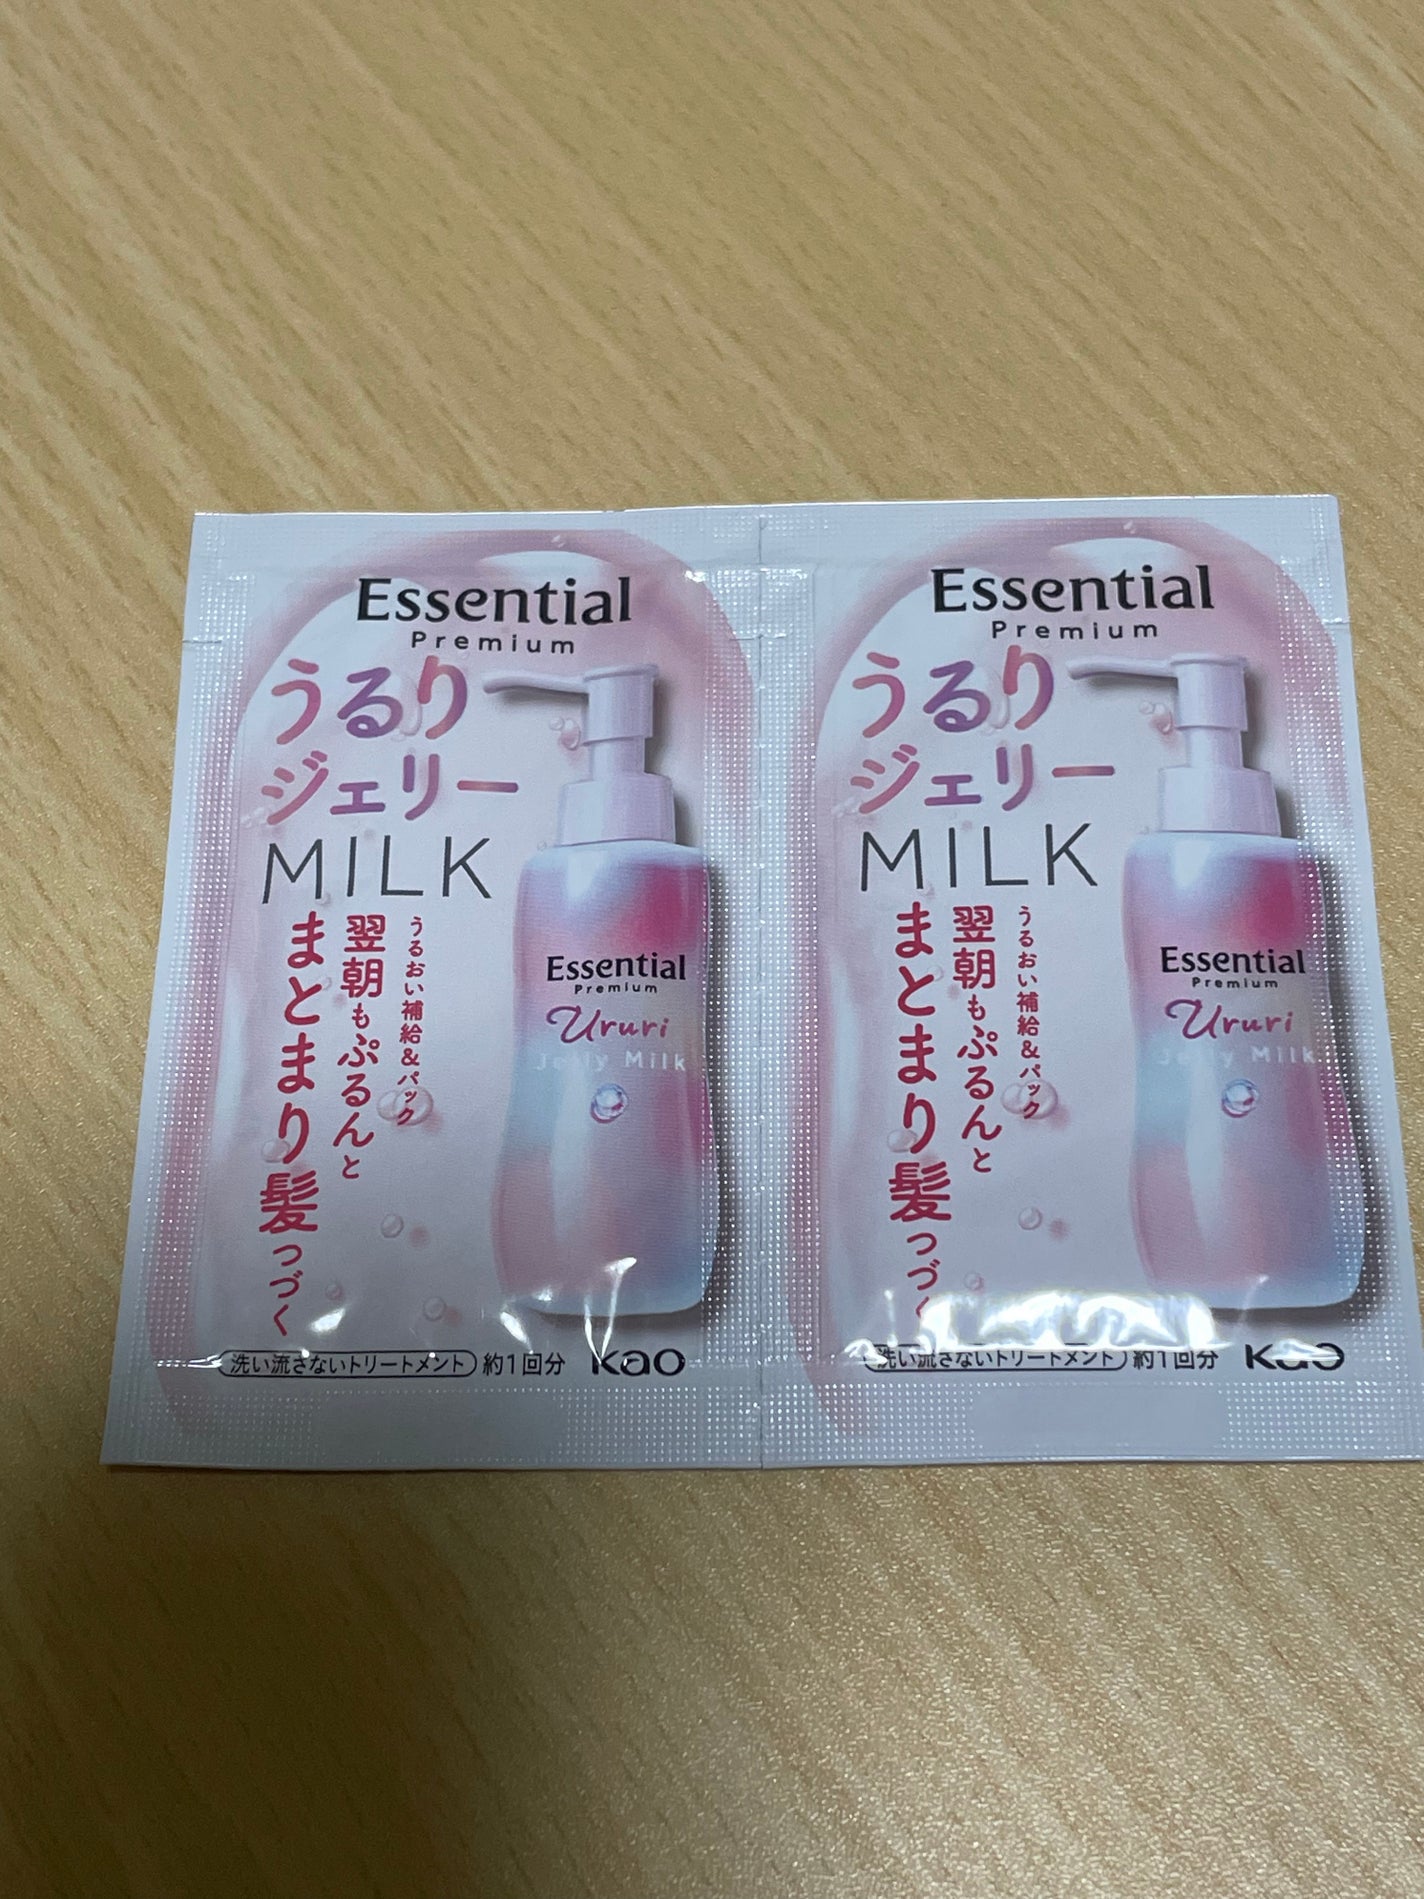 Essential
Premium
うるり
ジェリー
MILK
うるおい補給&パック
翌朝もぷるんと
まとまり髪つづく
Essential
Premium
Ururi
Jelly Milk
洗い流さないトリートメント 約1回分 Kao
Essential
Premium
うるり
ジェリー
MILK
うるおい補給&パック
翌朝もぷるんと
まとまり髪つづく
Essential
Premium
Ururi
Jelly Milk
洗い流さないトリートメント 約1回分 Kao